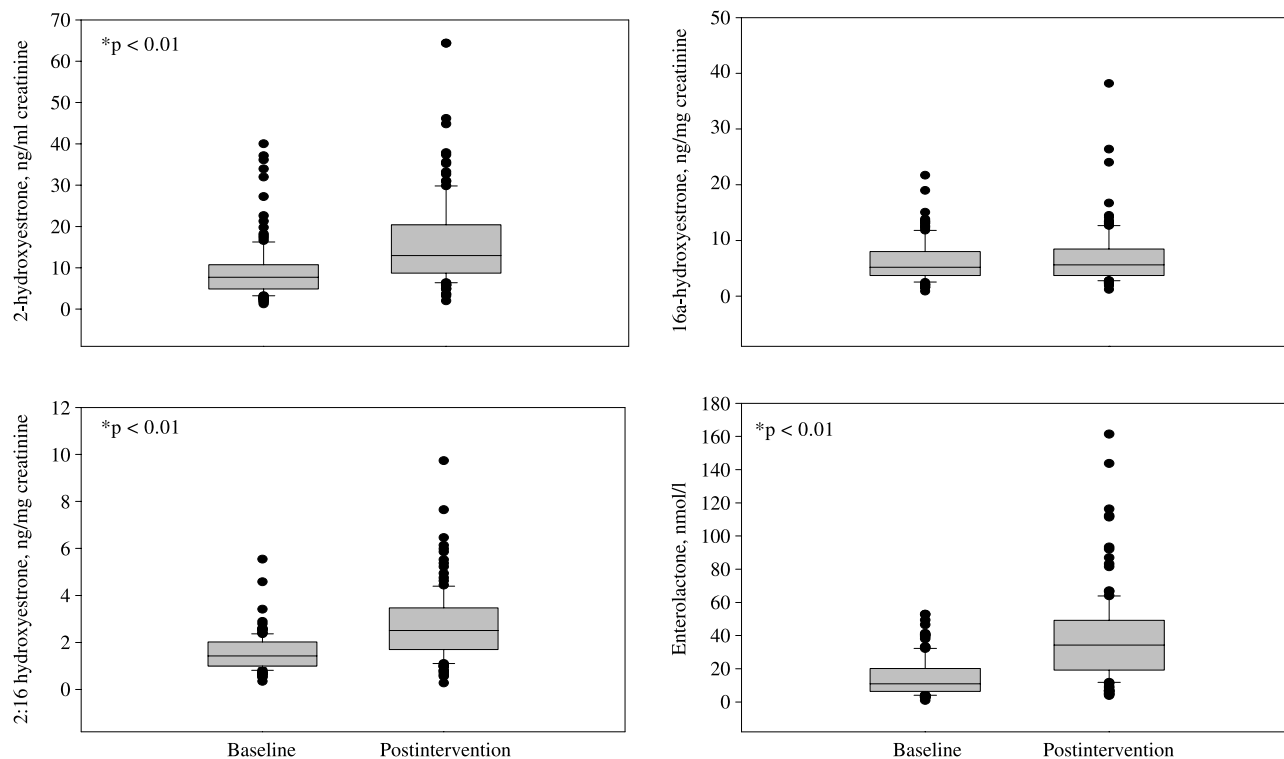 2-hydroxyestrone, ng/ml creatinine
70
60
50
40
30
20
10
0
*p < 0.01
16a-hydroxyestrone, ng/mg creatinine
50
40
30
20
10
0
2:16 hydroxyestrone, ng/mg creatinine
12
10
8
6
4
2
0
*p < 0.01
Baseline
Postintervention
Enterolactone, nmol/l
180
160
140
120
100
80
60
40
20
0
*p < 0.01
Baseline
Postintervention